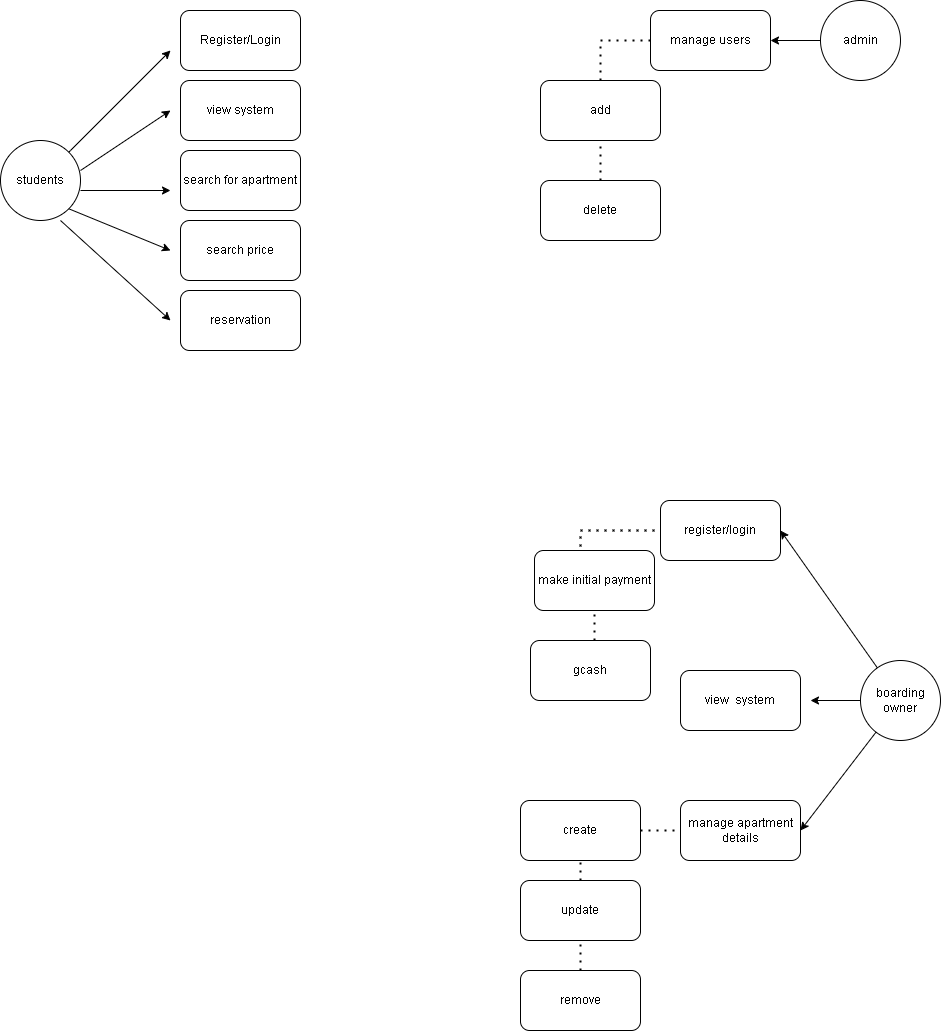 Register/Login
view system
students
search for apartment
search price
reservation
manage users
admin
add
delete
register/login
make initial payment
gcash
view  system
boarding
owner
manage apartment
details
create
update
remove